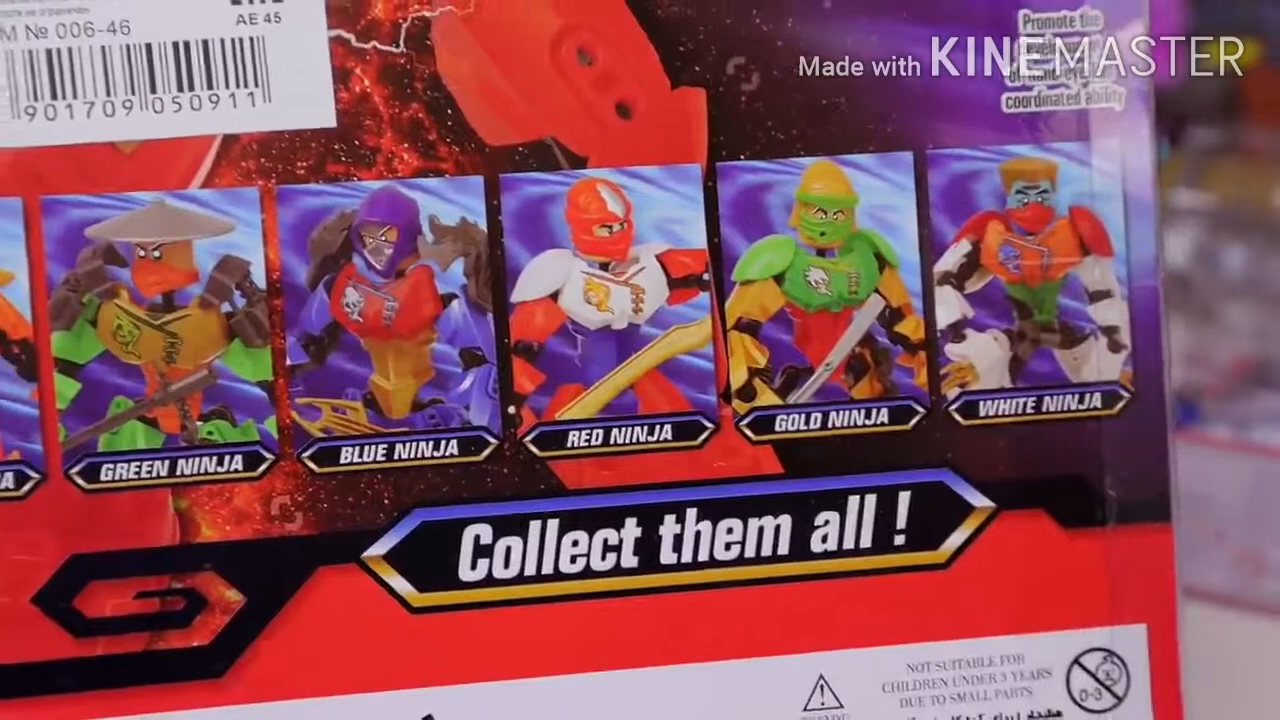 AE 45
M № 006-46
901709 050911
Made with KINEMASTER
Promote the
coordinated ability
A
GREEN NINJA
BLUE NINJA
RED NINJA
GOLD NINJA
WHITE NINJA
Collect them all !
NOT SUITABLE FOR
CHILDREN UNDER 3 YEARS
DUE TO SMALL PARTS
0-3